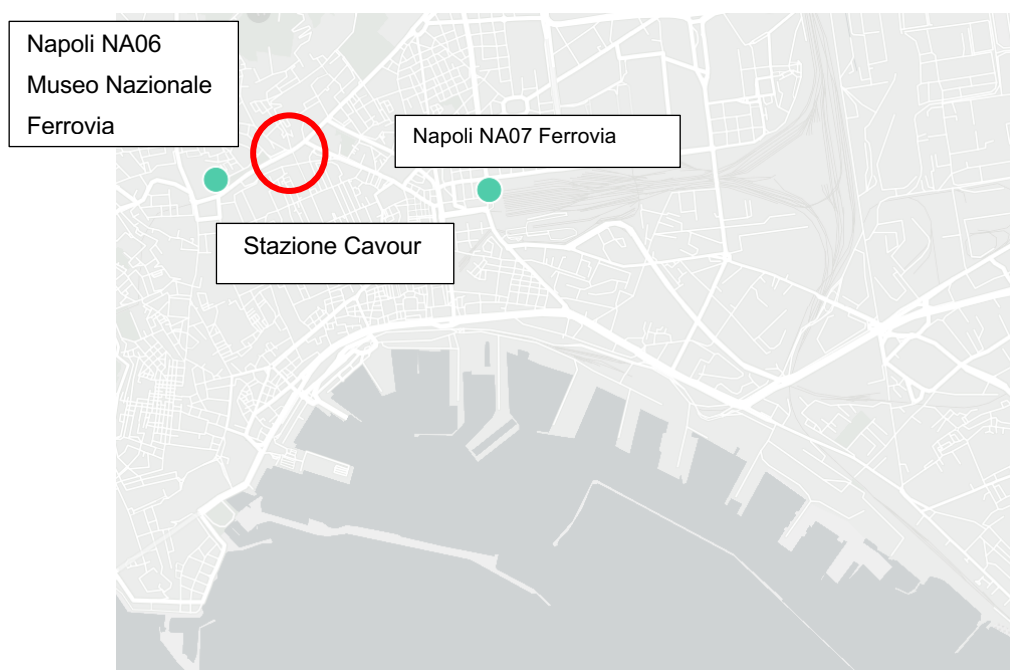 Napoli NA06
Museo Nazionale
Ferrovia
Napoli NA07 Ferrovia
Stazione Cavour